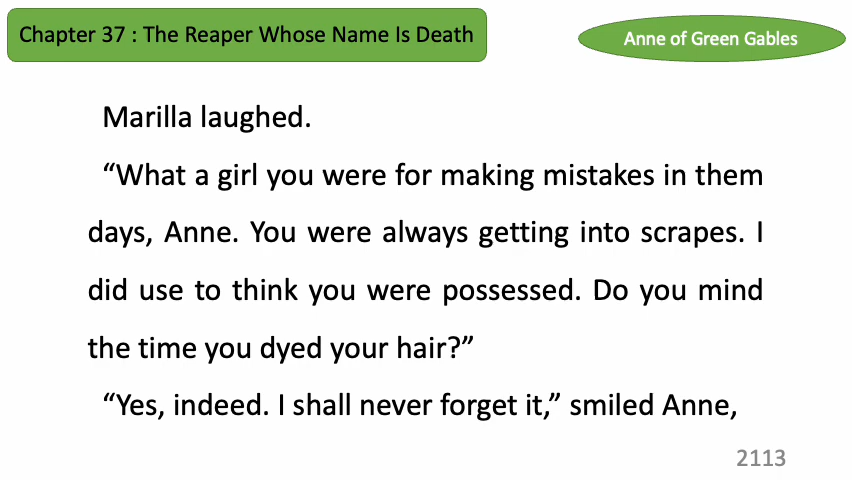 Chapter 37 : The Reaper Whose Name Is Death
Anne of Green Gables
Marilla laughed.
“What a girl you were for making mistakes in them
days, Anne. You were always getting into scrapes. I
did use to think you were possessed. Do you mind
the time you dyed your hair?”
“Yes, indeed. I shall never forget it,” smiled Anne,
2113